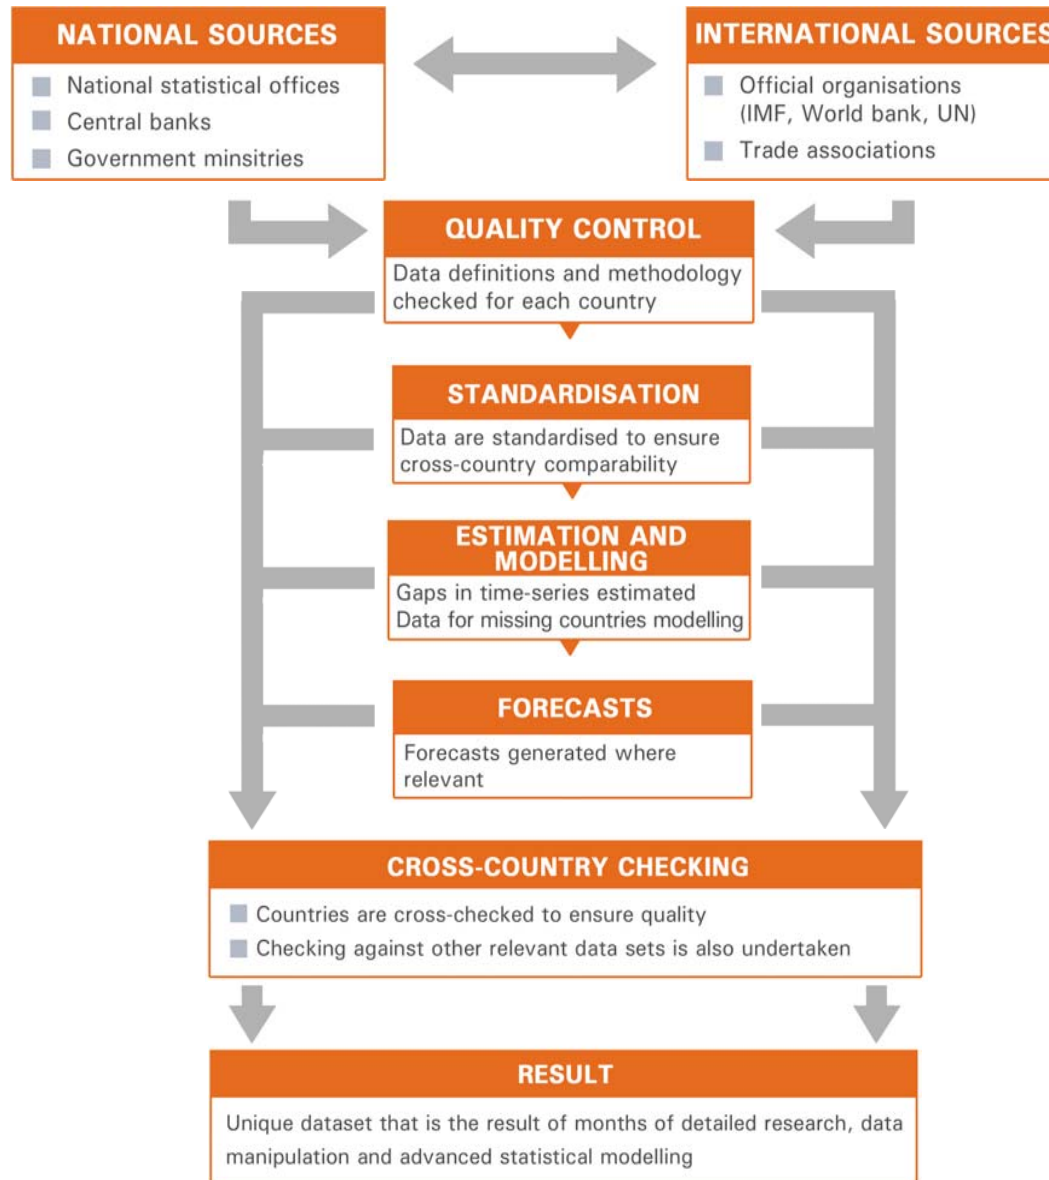 NATIONAL SOURCES
National statistical offices
Central banks
Government minsitries
INTERNATIONAL SOURCES
Official organisations
(IMF, World bank, UN)
Trade associations
QUALITY CONTROL
Data definitions and methodology
checked for each country
STANDARDISATION
Data are standardised to ensure
cross-country comparability
ESTIMATION AND
MODELLING
Gaps in time-series estimated
Data for missing countries modelling
FORECASTS
Forecasts generated where
relevant
CROSS-COUNTRY CHECKING
Countries are cross-checked to ensure quality
Checking against other relevant data sets is also undertaken
RESULT
Unique dataset that is the result of months of detailed research, data
manipulation and advanced statistical modelling